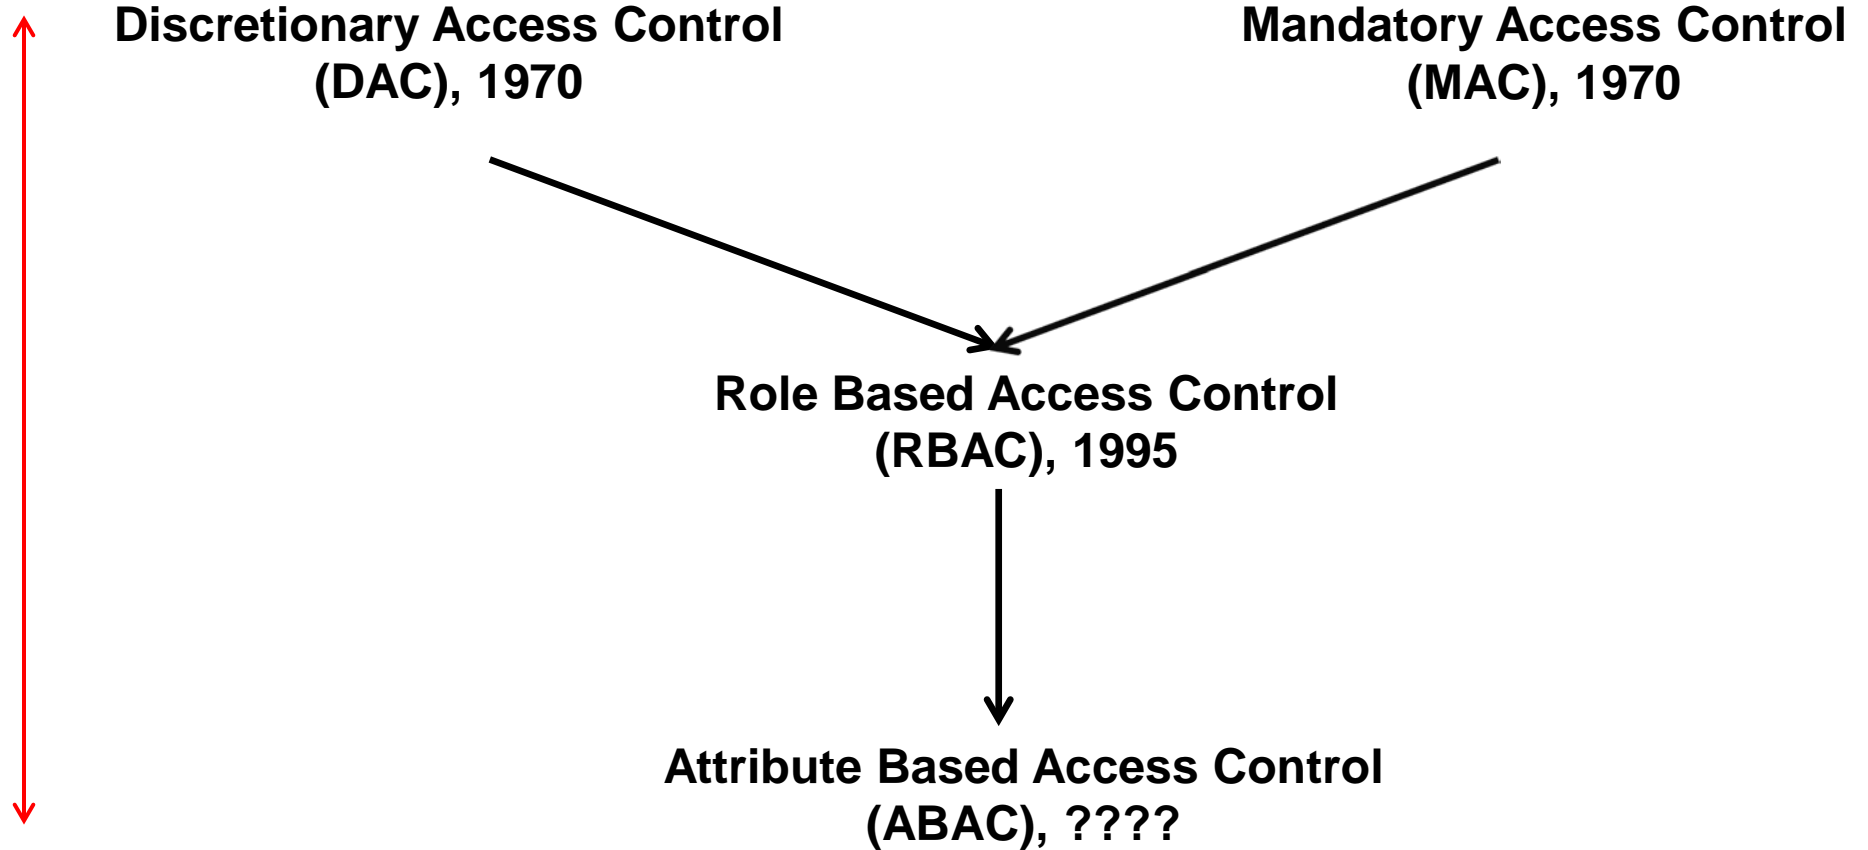 Discretionary Access Control
(DAC), 1970
Mandatory Access Control
(MAC), 1970
Role Based Access Control
(RBAC), 1995
Attribute Based Access Control
(ABAC), ????